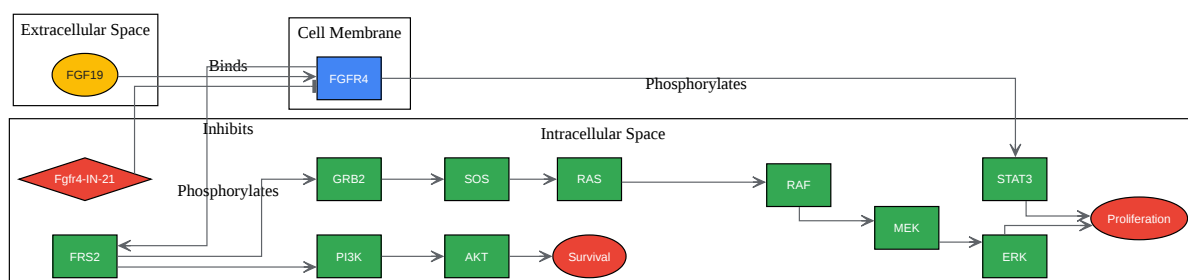 Extracellular Space
Cell Membrane
FGF19
Binds
FGFR4
Phosphorylates
Inhibits
Intracellular Space
Fgfr4-IN-21
Phosphorylates
GRB2
SOS
RAS
RAF
STAT3
MEK
Proliferation
FRS2
PI3K
AKT
Survival
ERK